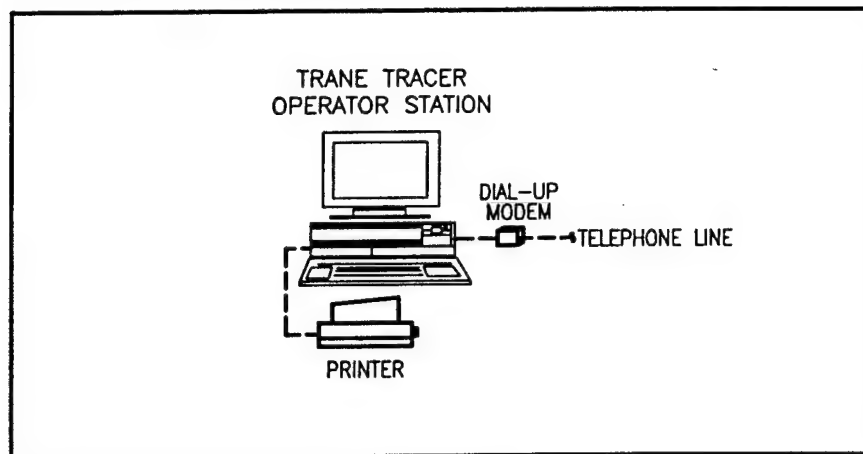 TRANE TRACER
OPERATOR STATION
DIAL-UP
MODEM
TELEPHONE LINE
PRINTER